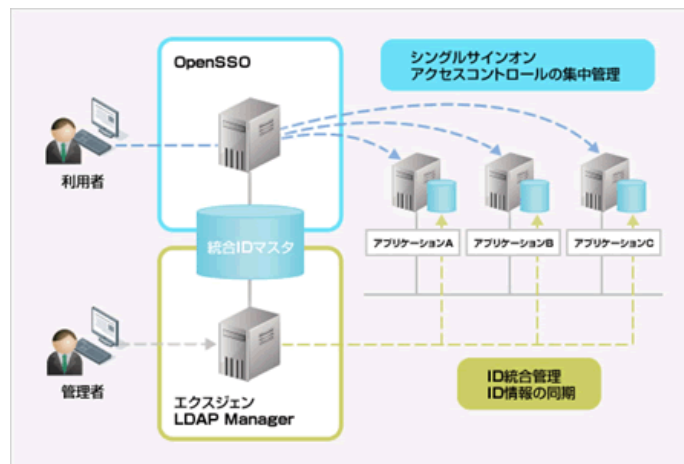 OpenSSO
シングルサインオン
アクセスコントロールの集中管理
利用者
統合IDマスタ
アプリケーションA
アプリケーションB
アプリケーションC
管理者
エクスジェン
LDAP Manager
ID統合管理
ID情報の同期